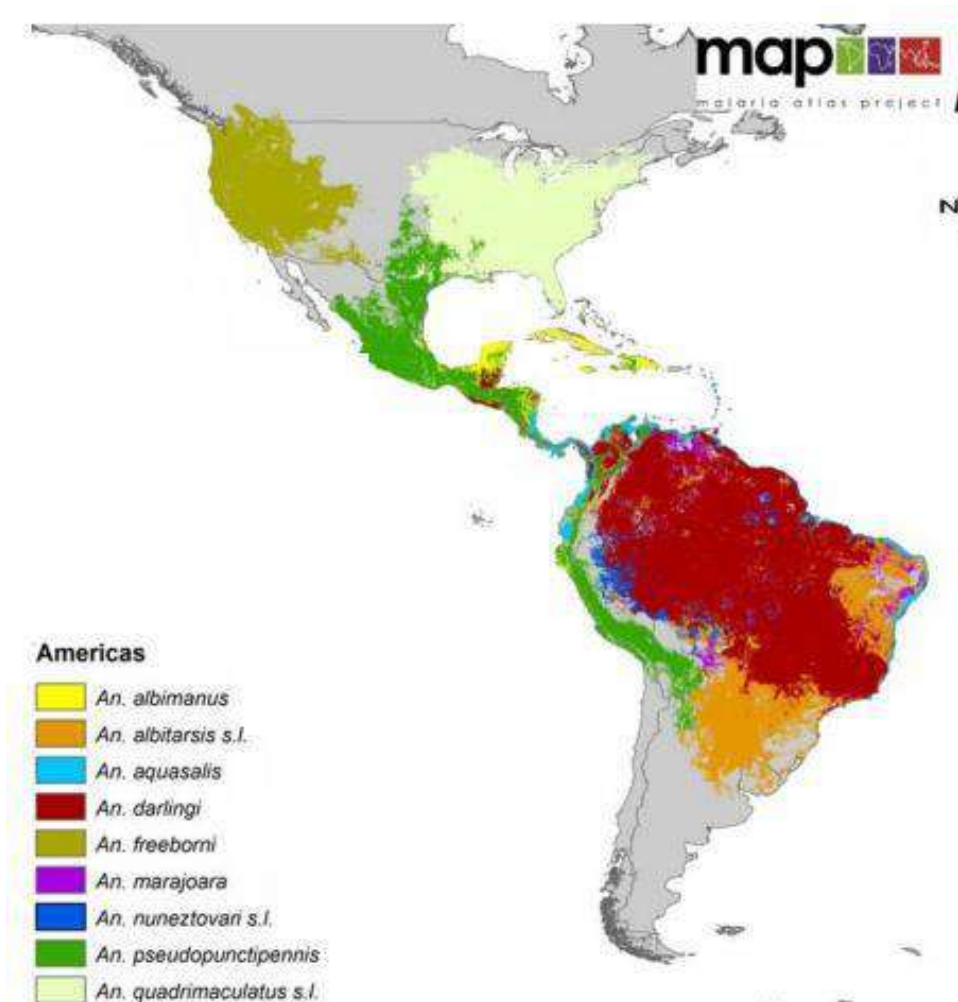 map
malaria atlas project
N
Americas
An. albimanus
An. albitarsis s.l.
An. aquasalis
An. darlingi
An. freeborni
An. marajoara
An. nuneztovari s.l.
An. pseudopunctipennis
An. quadrimaculatus s.l.